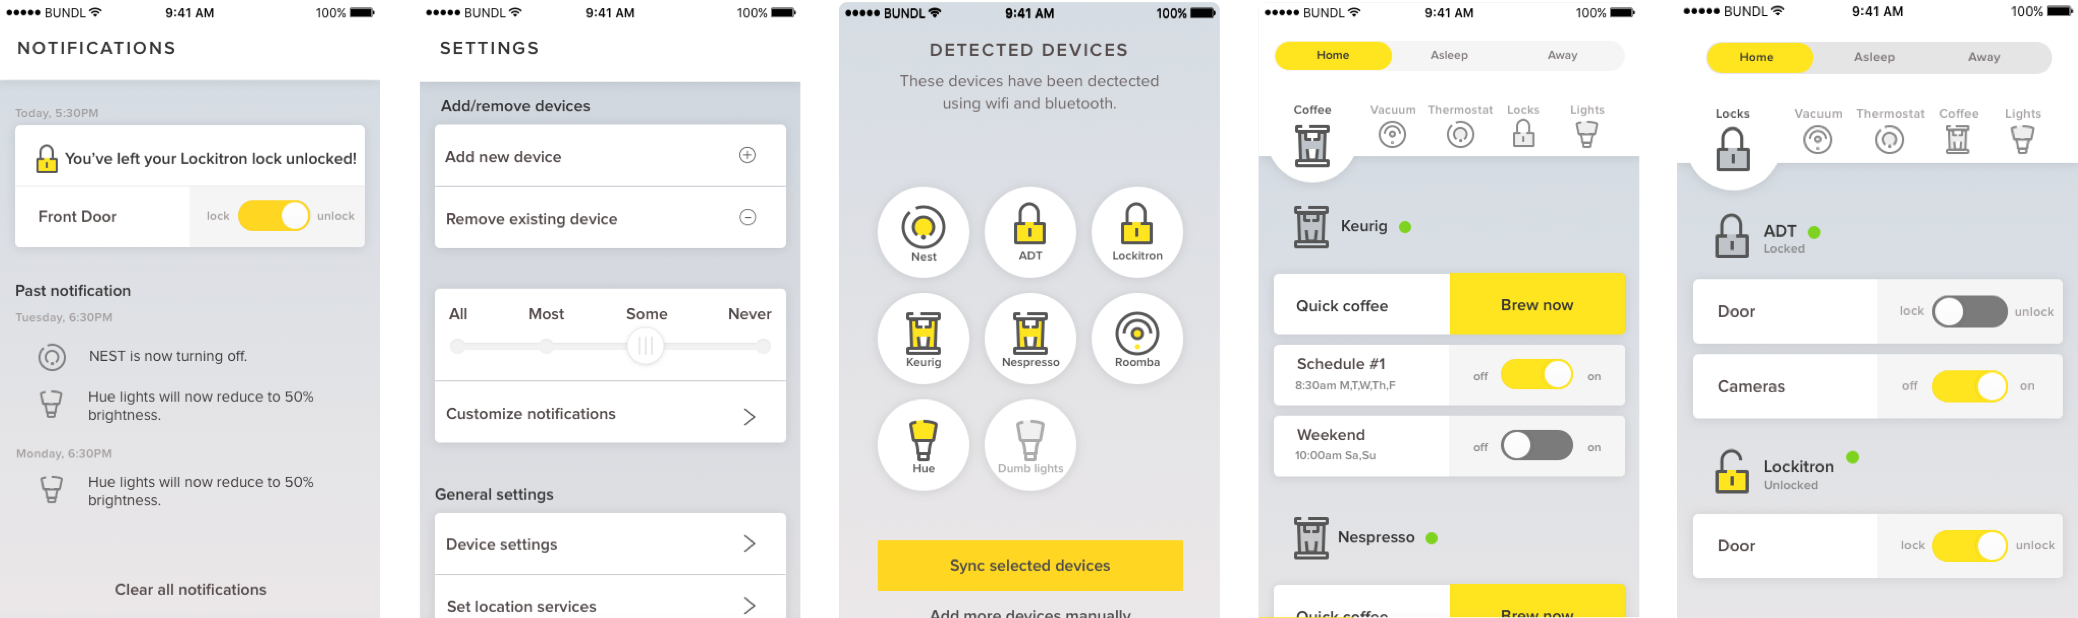 BUNDL 9:41 AM 100%
NOTIFICATIONS
Today, 5:30PM
You've left your Lockitron lock unlocked!
Front Door lock unlock
Past notification
Tuesday, 6:30PM
NEST is now turning off.
Hue lights will now reduce to 50%
brightness.
Monday, 6:30PM
Hue lights will now reduce to 50%
brightness.
Clear all notifications
BUNDL 9:41 AM 100%
SETTINGS
Add/remove devices
Add new device
Remove existing device
All Most Some Never
Customize notifications
General settings
Device settings
Set location services
BUNDL 9:41 AM 100%
DETECTED DEVICES
These devices have been dectected
using wifi and bluetooth.
Nest ADT Lockitron
Keurig Nespresso Roomba
Hue Dumb lights
Sync selected devices
Add more devices manually
BUNDL 9:41 AM 100%
Home Asleep Away
Coffee Vacuum Thermostat Locks Lights
Keurig
Quick coffee Brew now
Schedule #1
8:30am M,T,W,Th,F
off on
Weekend
10:00am Sa,Su
off on
Nespresso
Quick coffee Brew now
BUNDL 9:41 AM 100%
Home Asleep Away
Locks Vacuum Thermostat Coffee Lights
ADT
Locked
Door lock unlock
Cameras off on
Lockitron
Unlocked
Door lock unlock